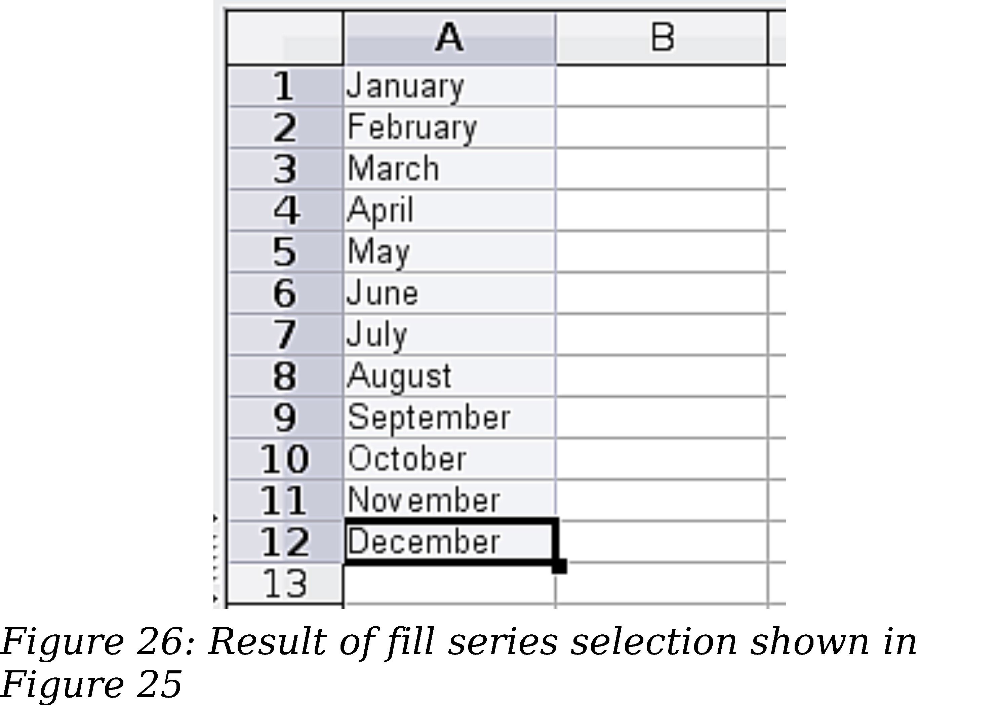 A B
1 January
2 February
3 March
4 April
5 May
6 June
7 July
8 August
9 September
10 October
11 November
12 December
13
Figure 26: Result of fill series selection shown in
Figure 25